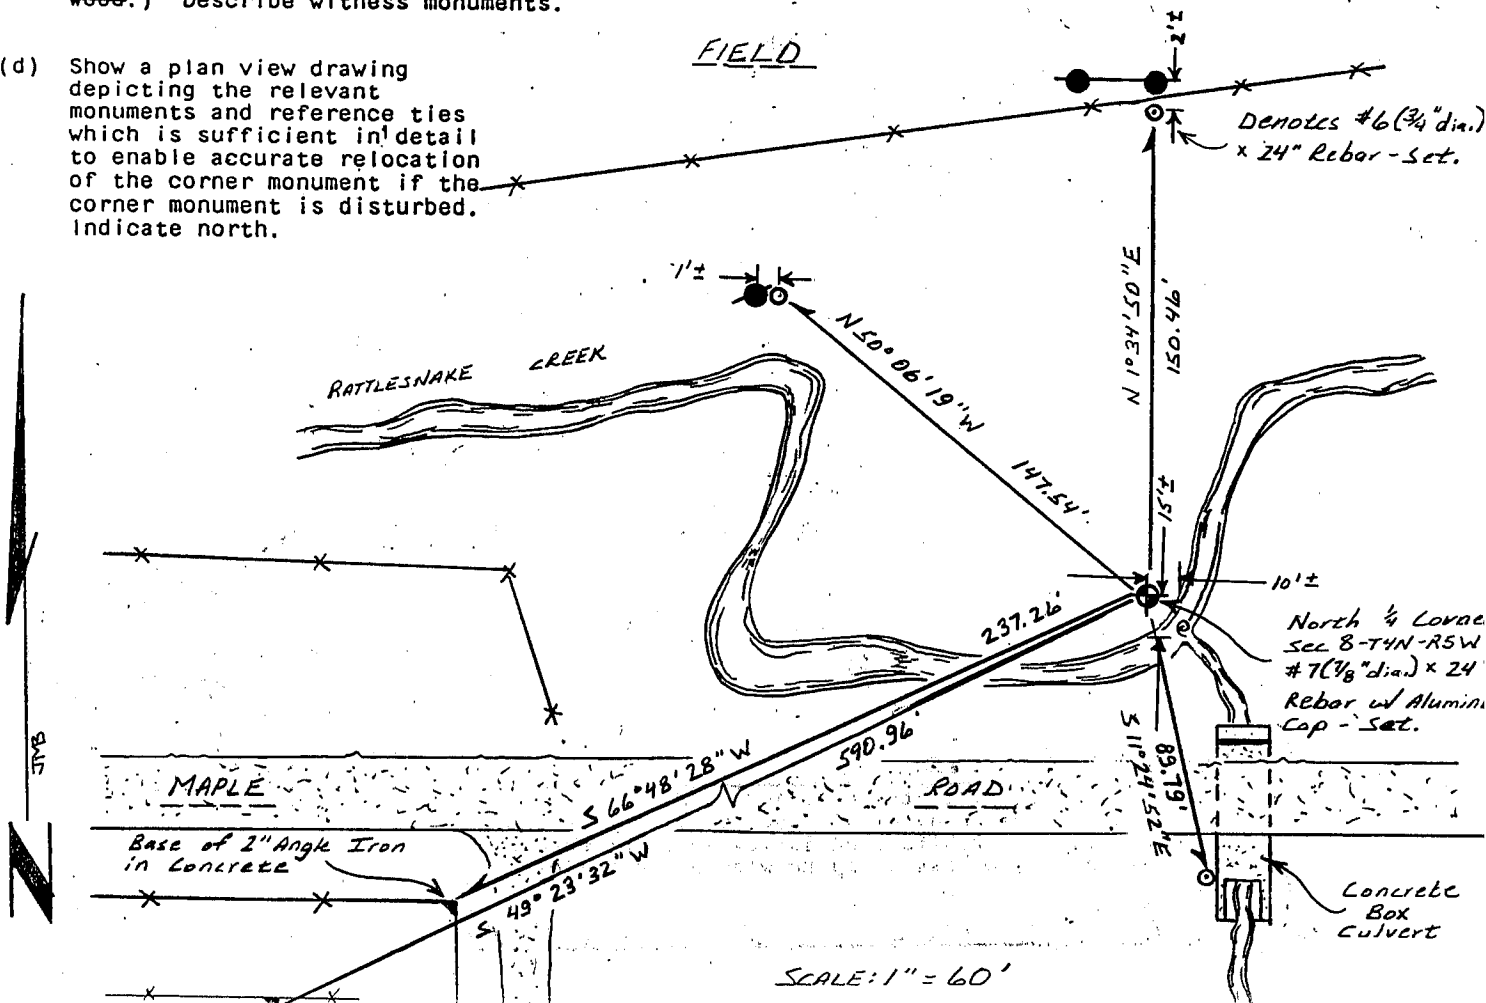 wood.) Describe witness monuments.
(d) Show a plan view drawing
depicting the relevant
monuments and reference ties
which is sufficient in detail
to enable accurate relocation
of the corner monument if the
corner monument is disturbed.
Indicate north.
FIELD
2'±
Denotes #6 (3/4" dia.)
x 24" Rebar - Set.
1'±
N 50° 06' 19" W
147.54'
N 1°34'50" E
150.46'
RATTLESNAKE CREEK
15'±
10'±
North 1/4 Corne
Sec 8-T4N-R5W
#7 (7/8" dia.) x 24
Rebar w/ Alumin
Cap - Set.
237.26'
S 66° 48' 28" W
590.96'
S 49° 23' 32" W
S 11° 24' 52" E
89.79'
MAPLE ROAD
Base of 2" Angle Iron
in Concrete
Concrete
Box
Culvert
JMB
N
SCALE: 1" = 60'